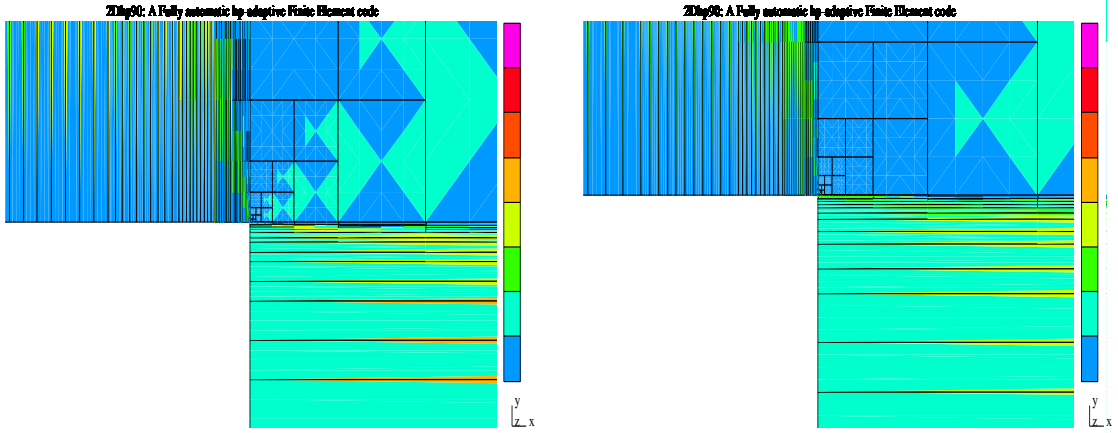 2Dhp90: A Fully automatic hp-adaptive Finite Element code
2Dhp90: A Fully automatic hp-adaptive Finite Element code
y
z x
y
z x